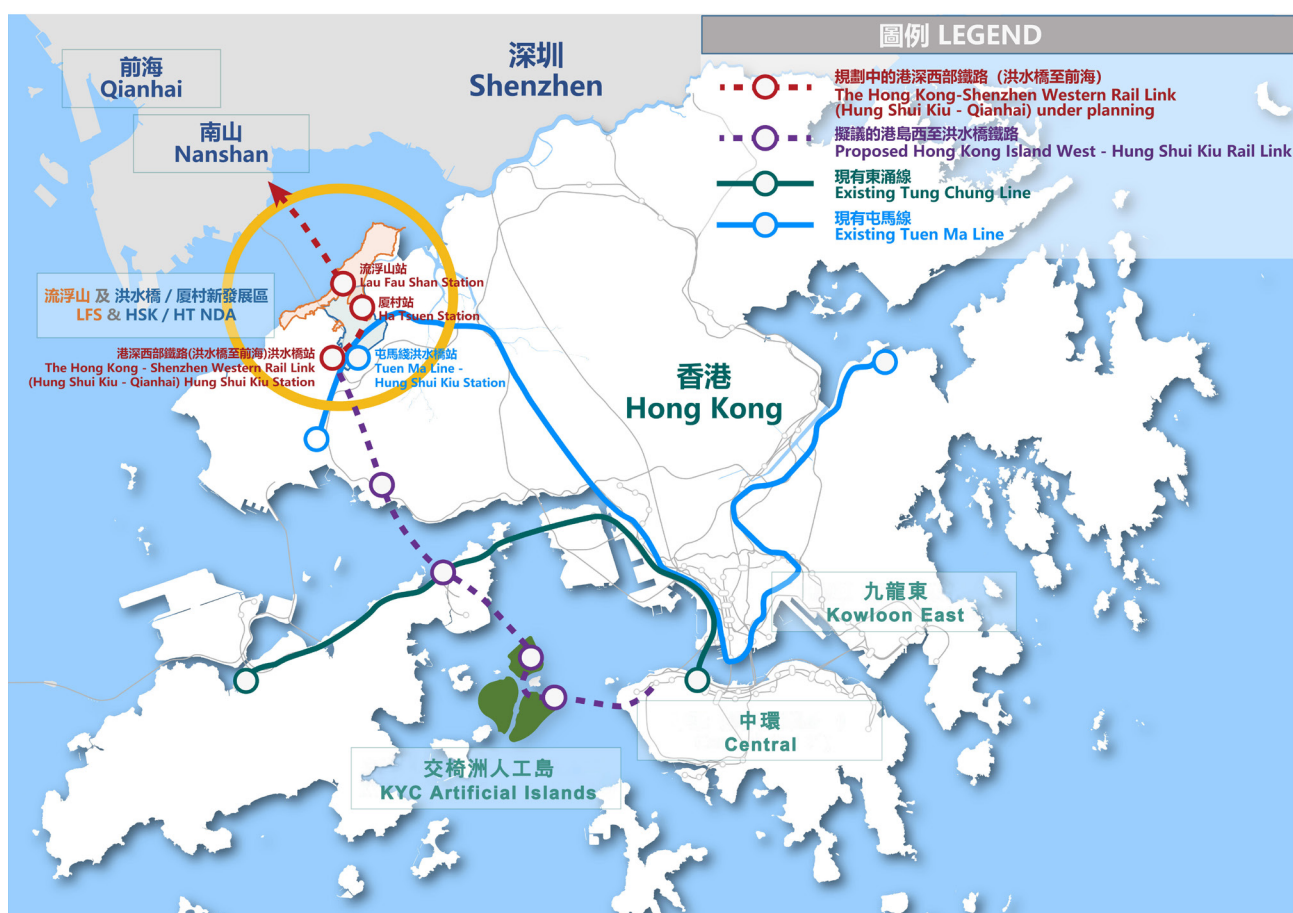 前海
Qianhai
深圳
Shenzhen
南山
Nanshan
圖例 LEGEND
規劃中的港深西部鐵路（洪水橋至前海）
The Hong Kong-Shenzhen Western Rail Link
(Hung Shui Kiu - Qianhai) under planning
擬議的港島西至洪水橋鐵路
Proposed Hong Kong Island West - Hung Shui Kiu Rail Link
現有東涌線
Existing Tung Chung Line
現有屯馬線
Existing Tuen Ma Line
流浮山站
Lau Fau Shan Station
厦村站
Ha Tsuen Station
流浮山 及 洪水橋 / 厦村新發展區
LFS & HSK / HT NDA
港深西部鐵路(洪水橋至前海)洪水橋站
The Hong Kong - Shenzhen Western Rail Link
(Hung Shui Kiu - Qianhai) Hung Shui Kiu Station
屯馬綫洪水橋站
Tuen Ma Line -
Hung Shui Kiu Station
香港
Hong Kong
九龍東
Kowloon East
中環
Central
交椅洲人工島
KYC Artificial Islands